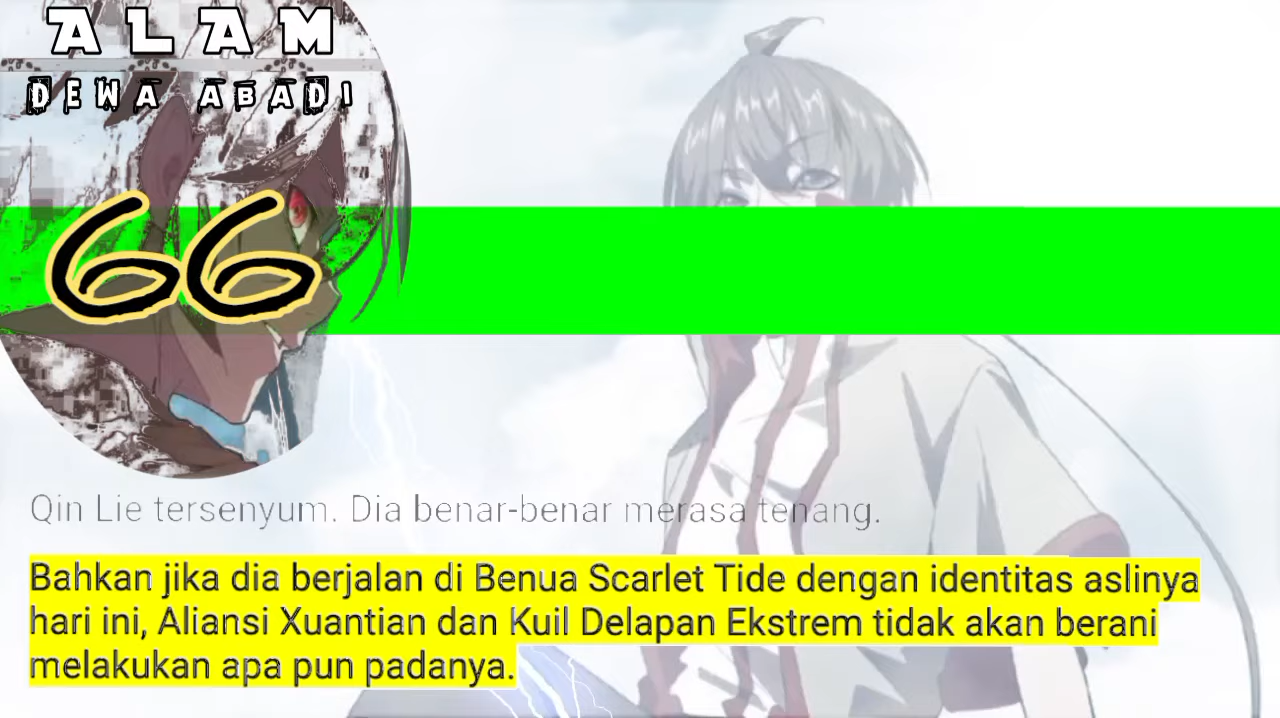 ALAM
DEWA ABADI
66
Qin Lie tersenyum. Dia benar-benar merasa tenang.
Bahkan jika dia berjalan di Benua Scarlet Tide dengan identitas aslinya
hari ini, Aliansi Xuantian dan Kuil Delapan Ekstrem tidak akan berani
melakukan apa pun padanya.